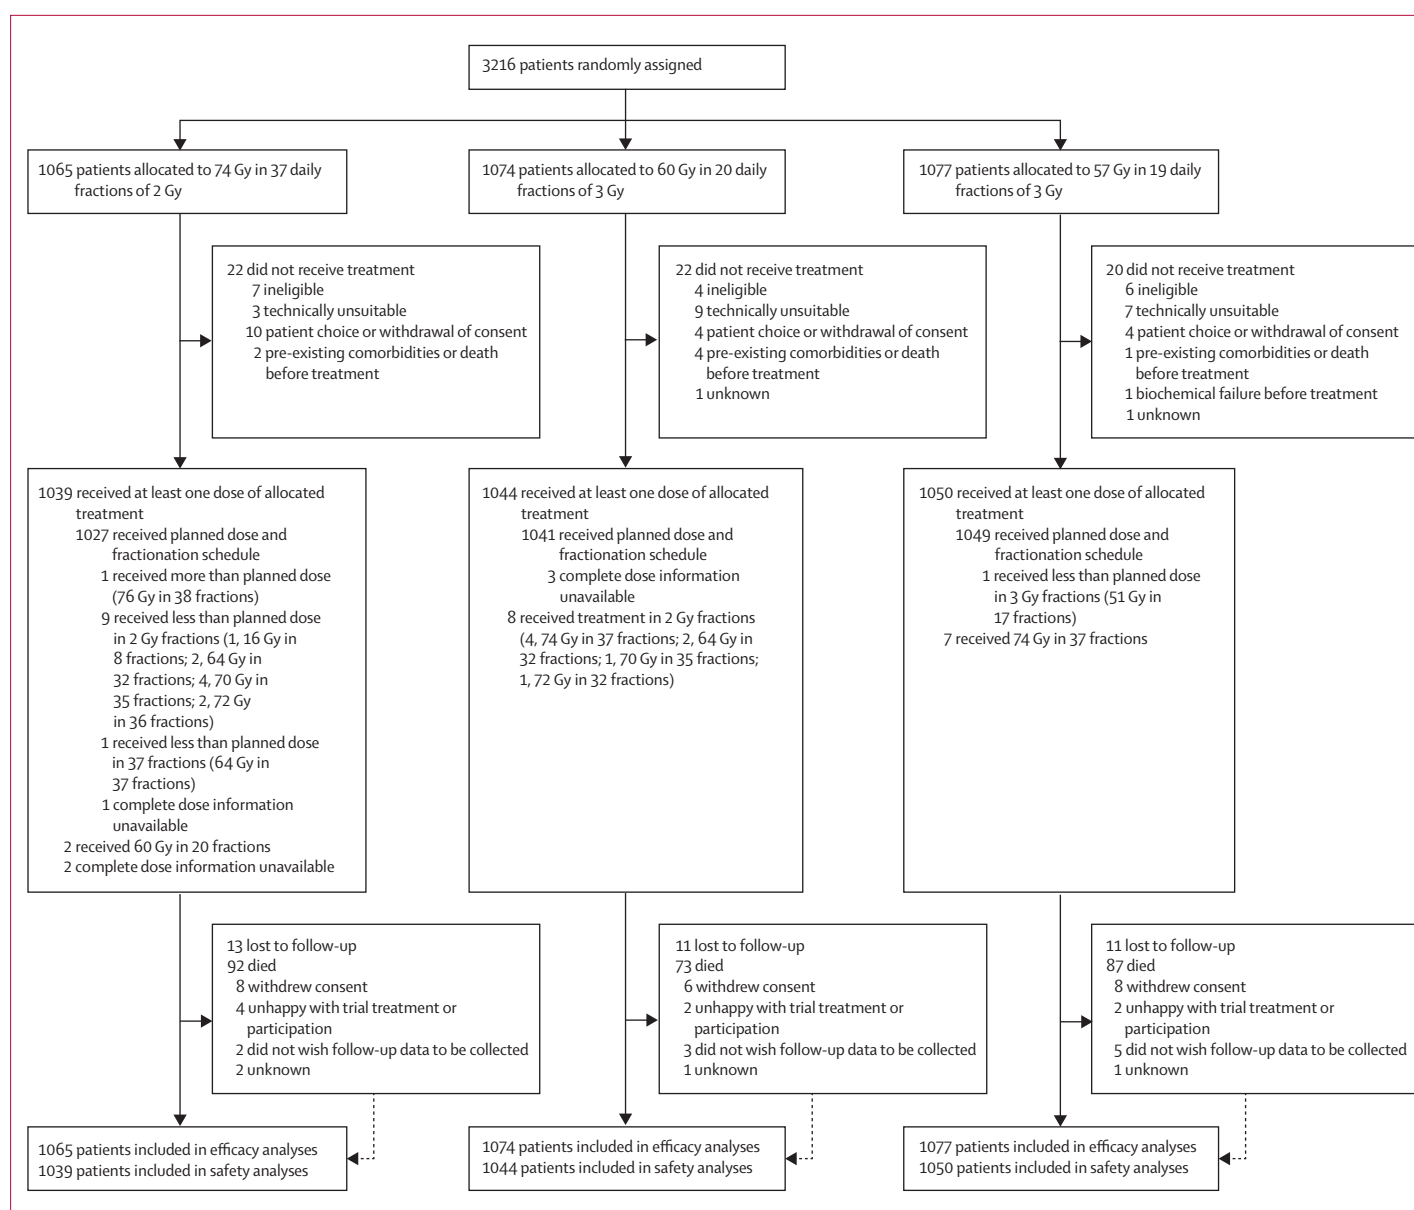 3216 patients randomly assigned
1065 patients allocated to 74 Gy in 37 daily
fractions of 2 Gy
1074 patients allocated to 60 Gy in 20 daily
fractions of 3 Gy
1077 patients allocated to 57 Gy in 19 daily
fractions of 3 Gy
22 did not receive treatment
7 ineligible
3 technically unsuitable
10 patient choice or withdrawal of consent
2 pre-existing comorbidities or death
before treatment
22 did not receive treatment
4 ineligible
9 technically unsuitable
4 patient choice or withdrawal of consent
4 pre-existing comorbidities or death
before treatment
1 unknown
20 did not receive treatment
6 ineligible
7 technically unsuitable
4 patient choice or withdrawal of consent
1 pre-existing comorbidities or death
before treatment
1 biochemical failure before treatment
1 unknown
1039 received at least one dose of allocated
treatment
1027 received planned dose and
fractionation schedule
1 received more than planned dose
(76 Gy in 38 fractions)
9 received less than planned dose
in 2 Gy fractions (1, 16 Gy in
8 fractions; 2, 64 Gy in
32 fractions; 4, 70 Gy in
35 fractions; 2, 72 Gy
in 36 fractions)
1 received less than planned dose
in 37 fractions (64 Gy in
37 fractions)
1 complete dose information
unavailable
2 received 60 Gy in 20 fractions
2 complete dose information unavailable
1044 received at least one dose of allocated
treatment
1041 received planned dose and
fractionation schedule
3 complete dose information
unavailable
8 received treatment in 2 Gy fractions
(4, 74 Gy in 37 fractions; 2, 64 Gy in
32 fractions; 1, 70 Gy in 35 fractions;
1, 72 Gy in 32 fractions)
1050 received at least one dose of allocated
treatment
1049 received planned dose and
fractionation schedule
1 received less than planned dose
in 3 Gy fractions (51 Gy in
17 fractions)
7 received 74 Gy in 37 fractions
13 lost to follow-up
92 died
8 withdrew consent
4 unhappy with trial treatment or
participation
2 did not wish follow-up data to be collected
2 unknown
11 lost to follow-up
73 died
6 withdrew consent
2 unhappy with trial treatment or
participation
3 did not wish follow-up data to be collected
1 unknown
11 lost to follow-up
87 died
8 withdrew consent
2 unhappy with trial treatment or
participation
5 did not wish follow-up data to be collected
1 unknown
1065 patients included in efficacy analyses
1039 patients included in safety analyses
1074 patients included in efficacy analyses
1044 patients included in safety analyses
1077 patients included in efficacy analyses
1050 patients included in safety analyses